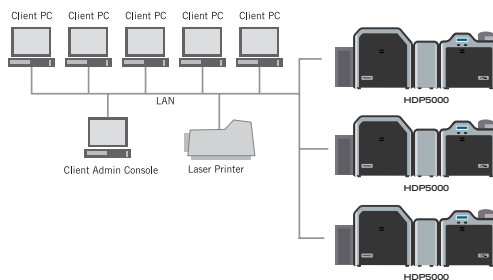 Client PC Client PC Client PC Client PC Client PC
HDP5000
LAN
Client Admin Console
Laser Printer
HDP5000
HDP5000